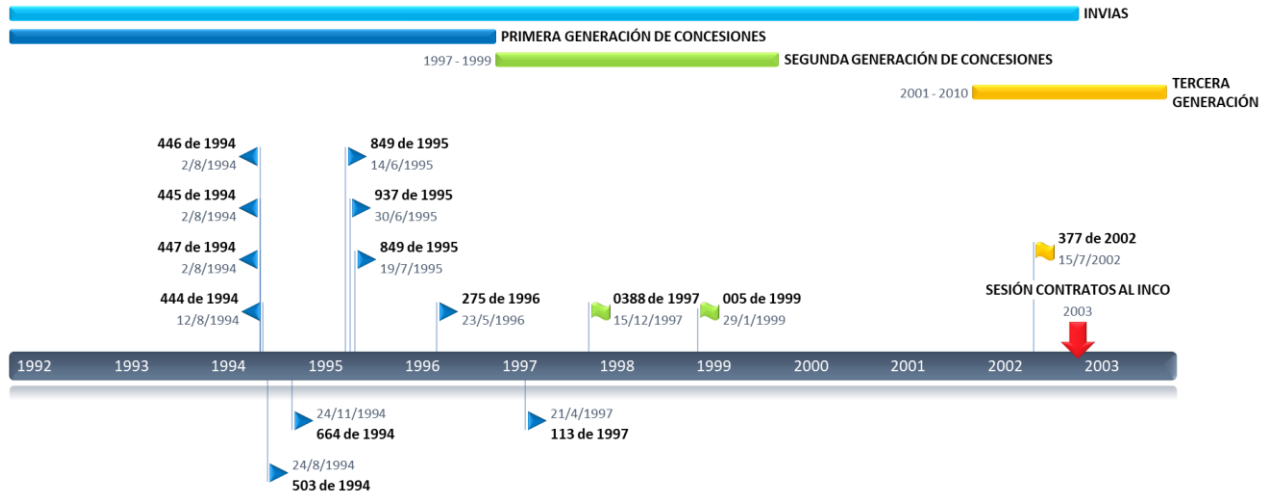 INVIAS
PRIMERA GENERACIÓN DE CONCESIONES
1997 - 1999
SEGUNDA GENERACIÓN DE CONCESIONES
2001 - 2010
TERCERA
GENERACIÓN
446 de 1994
2/8/1994
849 de 1995
14/6/1995
445 de 1994
2/8/1994
937 de 1995
30/6/1995
447 de 1994
2/8/1994
849 de 1995
19/7/1995
377 de 2002
15/7/2002
444 de 1994
12/8/1994
275 de 1996
23/5/1996
0388 de 1997
15/12/1997
005 de 1999
29/1/1999
SESIÓN CONTRATOS AL INCO
2003
1992 1993 1994 1995 1996 1997 1998 1999 2000 2001 2002 2003
24/11/1994
664 de 1994
21/4/1997
113 de 1997
24/8/1994
503 de 1994